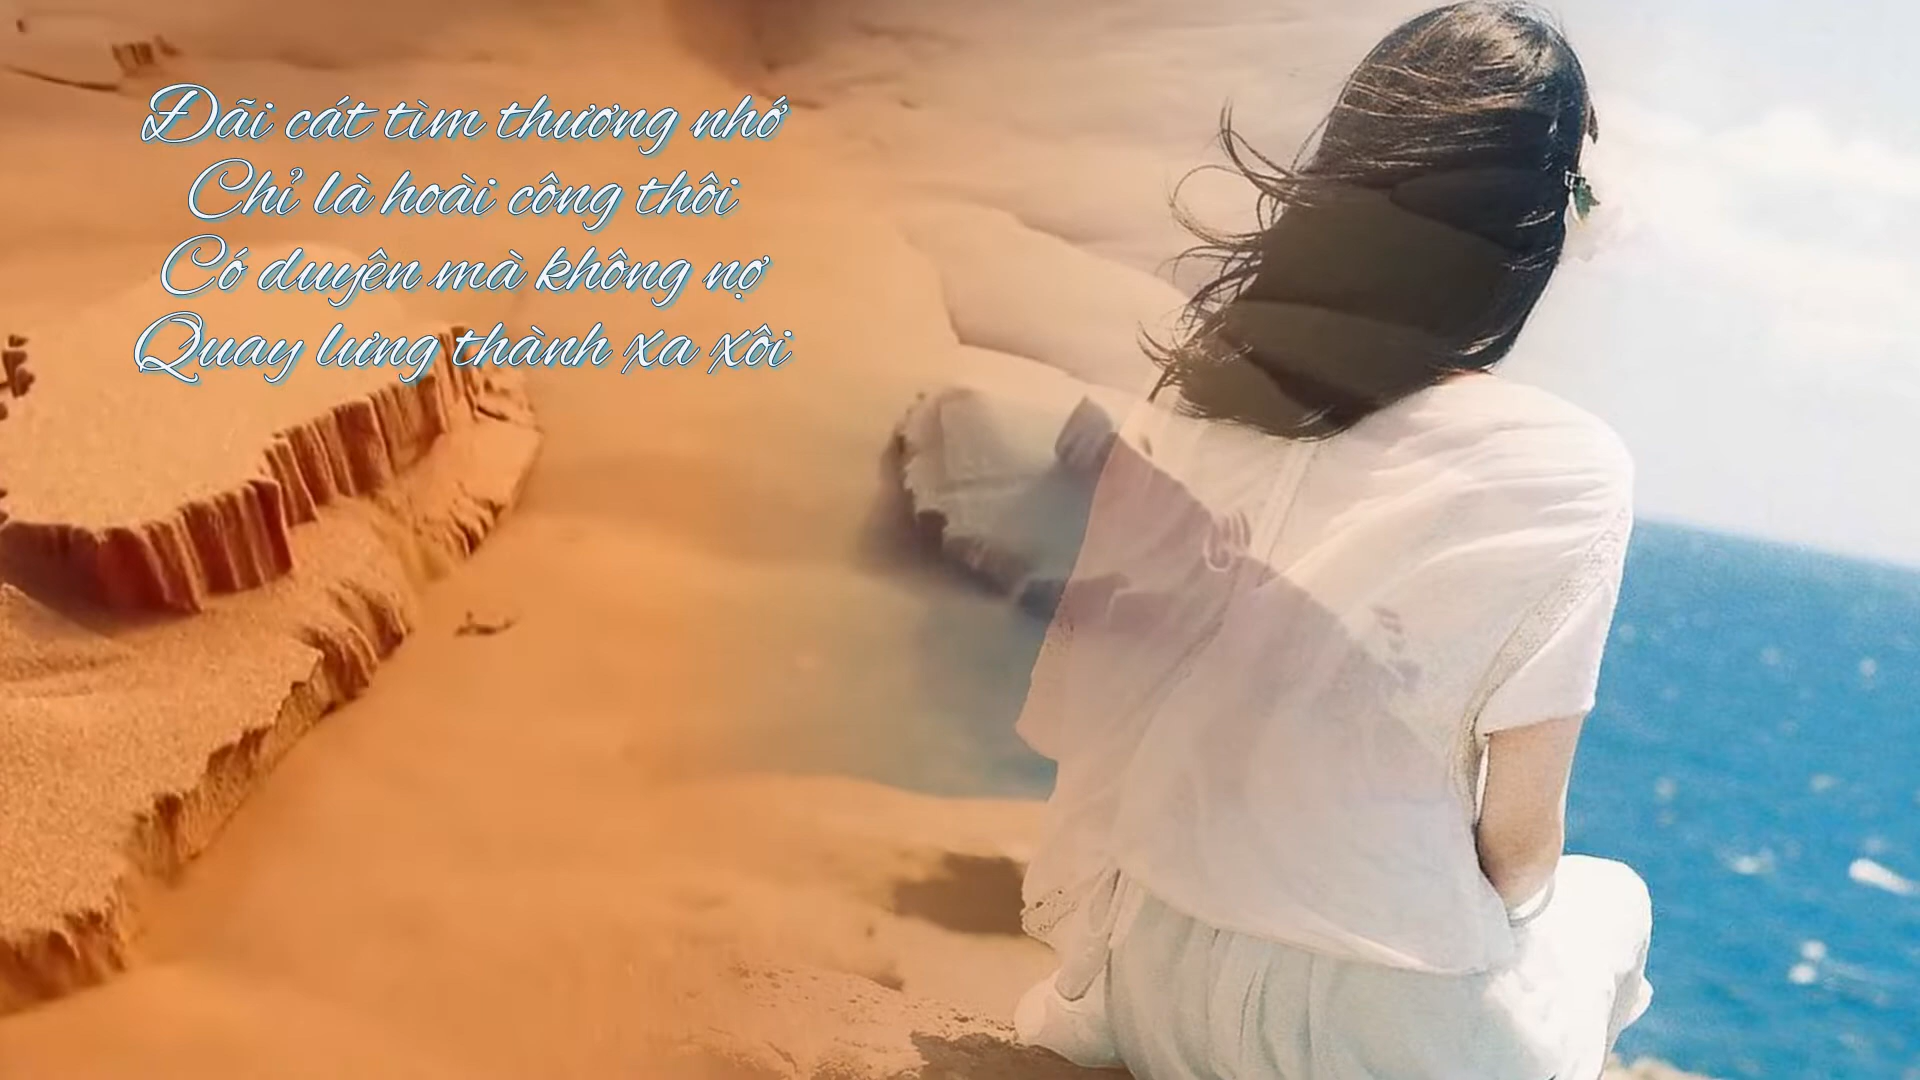 Đãi cát tìm thương nhớ
Chỉ là hoài công thôi
Có duyên mà không nợ
Quay lưng thành xa xôi